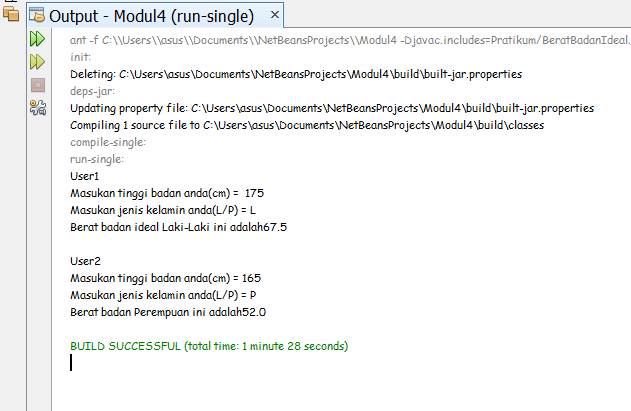 Output - Modul4 (run-single) ×
ant -f C:\\Users\\asus\\Documents\\NetBeansProjects\\Modul4 -Djavac.includes=Pratikum/BeratBadanIdeal.
init:
Deleting: C:\Users\asus\Documents\NetBeansProjects\Modul4\build\built-jar.properties
deps-jar:
Updating property file: C:\Users\asus\Documents\NetBeansProjects\Modul4\build\built-jar.properties
Compiling 1 source file to C:\Users\asus\Documents\NetBeansProjects\Modul4\build\classes
compile-single:
run-single:
User1
Masukan tinggi badan anda(cm) =  175
Masukan jenis kelamin anda(L/P) = L
Berat badan ideal Laki-Laki ini adalah67.5
User2
Masukan tinggi badan anda(cm) = 165
Masukan jenis kelamin anda(L/P) = P
Berat badan Perempuan ini adalah52.0
BUILD SUCCESSFUL (total time: 1 minute 28 seconds)